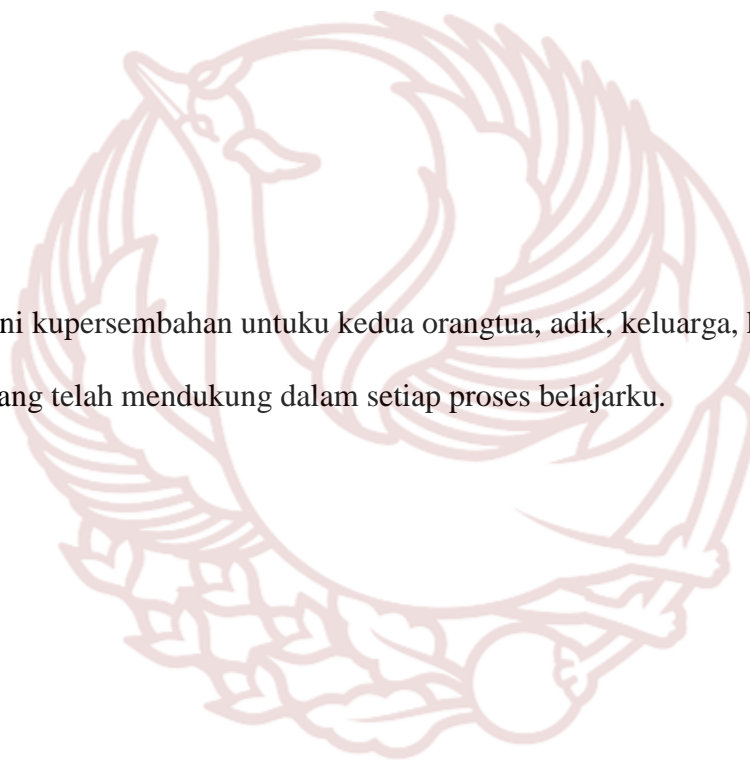 ni kupersembahan untuku kedua orangtua, adik, keluarga,
ang telah mendukung dalam setiap proses belajarku.